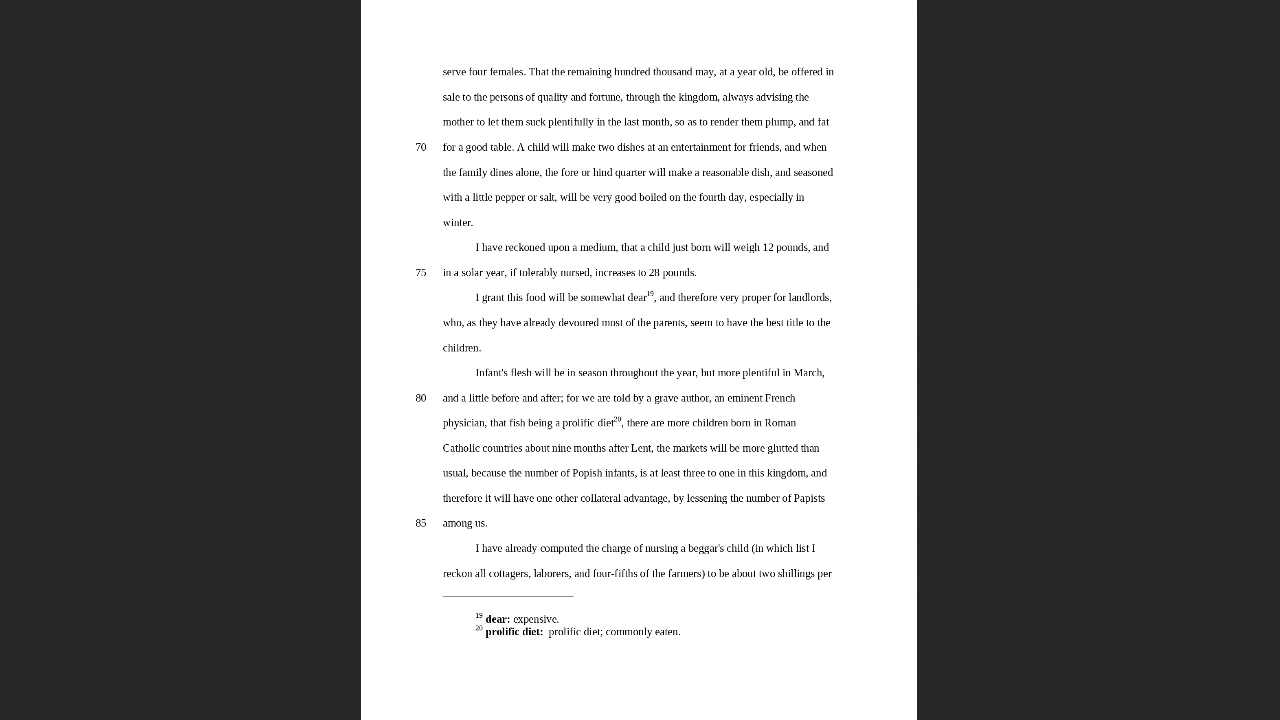 serve four females. That the remaining hundred thousand may, at a year old, be offered in
sale to the persons of quality and fortune, through the kingdom, always advising the
mother to let them suck plentifully in the last month, so as to render them plump, and fat
70 for a good table. A child will make two dishes at an entertainment for friends, and when
the family dines alone, the fore or hind quarter will make a reasonable dish, and seasoned
with a little pepper or salt, will be very good boiled on the fourth day, especially in
winter.
I have reckoned upon a medium, that a child just born will weigh 12 pounds, and
75 in a solar year, if tolerably nursed, increases to 28 pounds.
I grant this food will be somewhat dear19, and therefore very proper for landlords,
who, as they have already devoured most of the parents, seem to have the best title to the
children.
Infant's flesh will be in season throughout the year, but more plentiful in March,
80 and a little before and after; for we are told by a grave author, an eminent French
physician, that fish being a prolific diet20, there are more children born in Roman
Catholic countries about nine months after Lent, the markets will be more glutted than
usual, because the number of Popish infants, is at least three to one in this kingdom, and
therefore it will have one other collateral advantage, by lessening the number of Papists
85 among us.
I have already computed the charge of nursing a beggar's child (in which list I
reckon all cottagers, laborers, and four-fifths of the farmers) to be about two shillings per
19 dear: expensive.
20 prolific diet: prolific diet; commonly eaten.